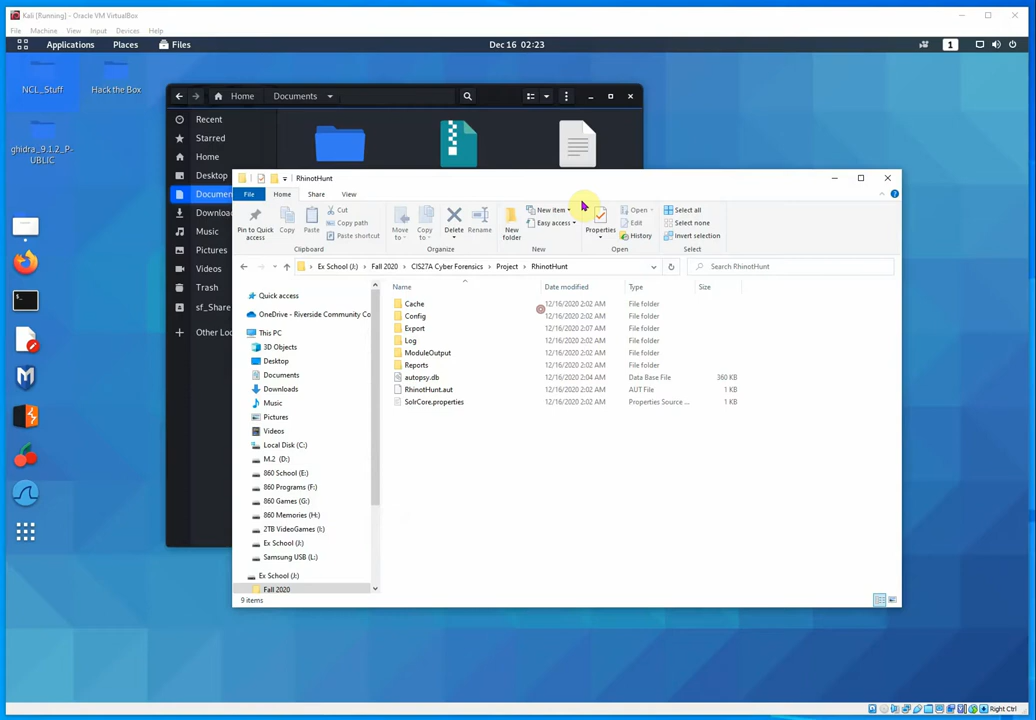 Kali [Running] - Oracle VM VirtualBox
File Machine View Input Devices Help
Applications Places Files Dec 16 02:23 1
NCL_Stuff
Hack the Box
ghidra_9.1.2_P-
UBLIC
Home Documents
Recent
Starred
Home
Desktop
Documen
Downloa
Music
Pictures
Videos
Trash
sf_Share
Other Loc
RhinotHunt
File Home Share View
Pin to Quick
access
Copy
Paste
Cut
Copy path
Paste shortcut
Clipboard
Move
to
Copy
to
Delete
Rename
Organize
New
folder
New item
Easy access
New
Properties
Open
Edit
History
Open
Select all
Select none
Invert selection
Select
Ex School (J:) Fall 2020 CIS27A Cyber Forensics Project RhinotHunt
Search RhinotHunt
Quick access
OneDrive - Riverside Community Co
This PC
3D Objects
Desktop
Documents
Downloads
Music
Pictures
Videos
Local Disk (C:)
M.2 (D:)
860 School (E:)
860 Programs (F:)
860 Games (G:)
860 Memories (H:)
2TB VideoGames (I:)
Ex School (J:)
Samsung USB (L:)
Ex School (J:)
Fall 2020
Name Date modified Type Size
Cache 12/16/2020 2:02 AM File folder
Config 12/16/2020 2:02 AM File folder
Export 12/16/2020 2:07 AM File folder
Log 12/16/2020 2:02 AM File folder
ModuleOutput 12/16/2020 2:02 AM File folder
Reports 12/16/2020 2:02 AM File folder
autopsy.db 12/16/2020 2:04 AM Data Base File 360 KB
RhinotHunt.aut 12/16/2020 2:02 AM AUT File 1 KB
SolrCore.properties 12/16/2020 2:02 AM Properties Source ... 1 KB
9 items
Right Ctrl